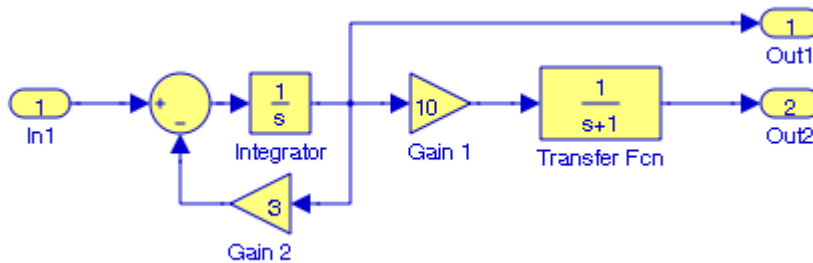 1
Out1
1
In1
+
−
1
s
Integrator
10
Gain 1
1
s+1
Transfer Fcn
2
Out2
3
Gain 2